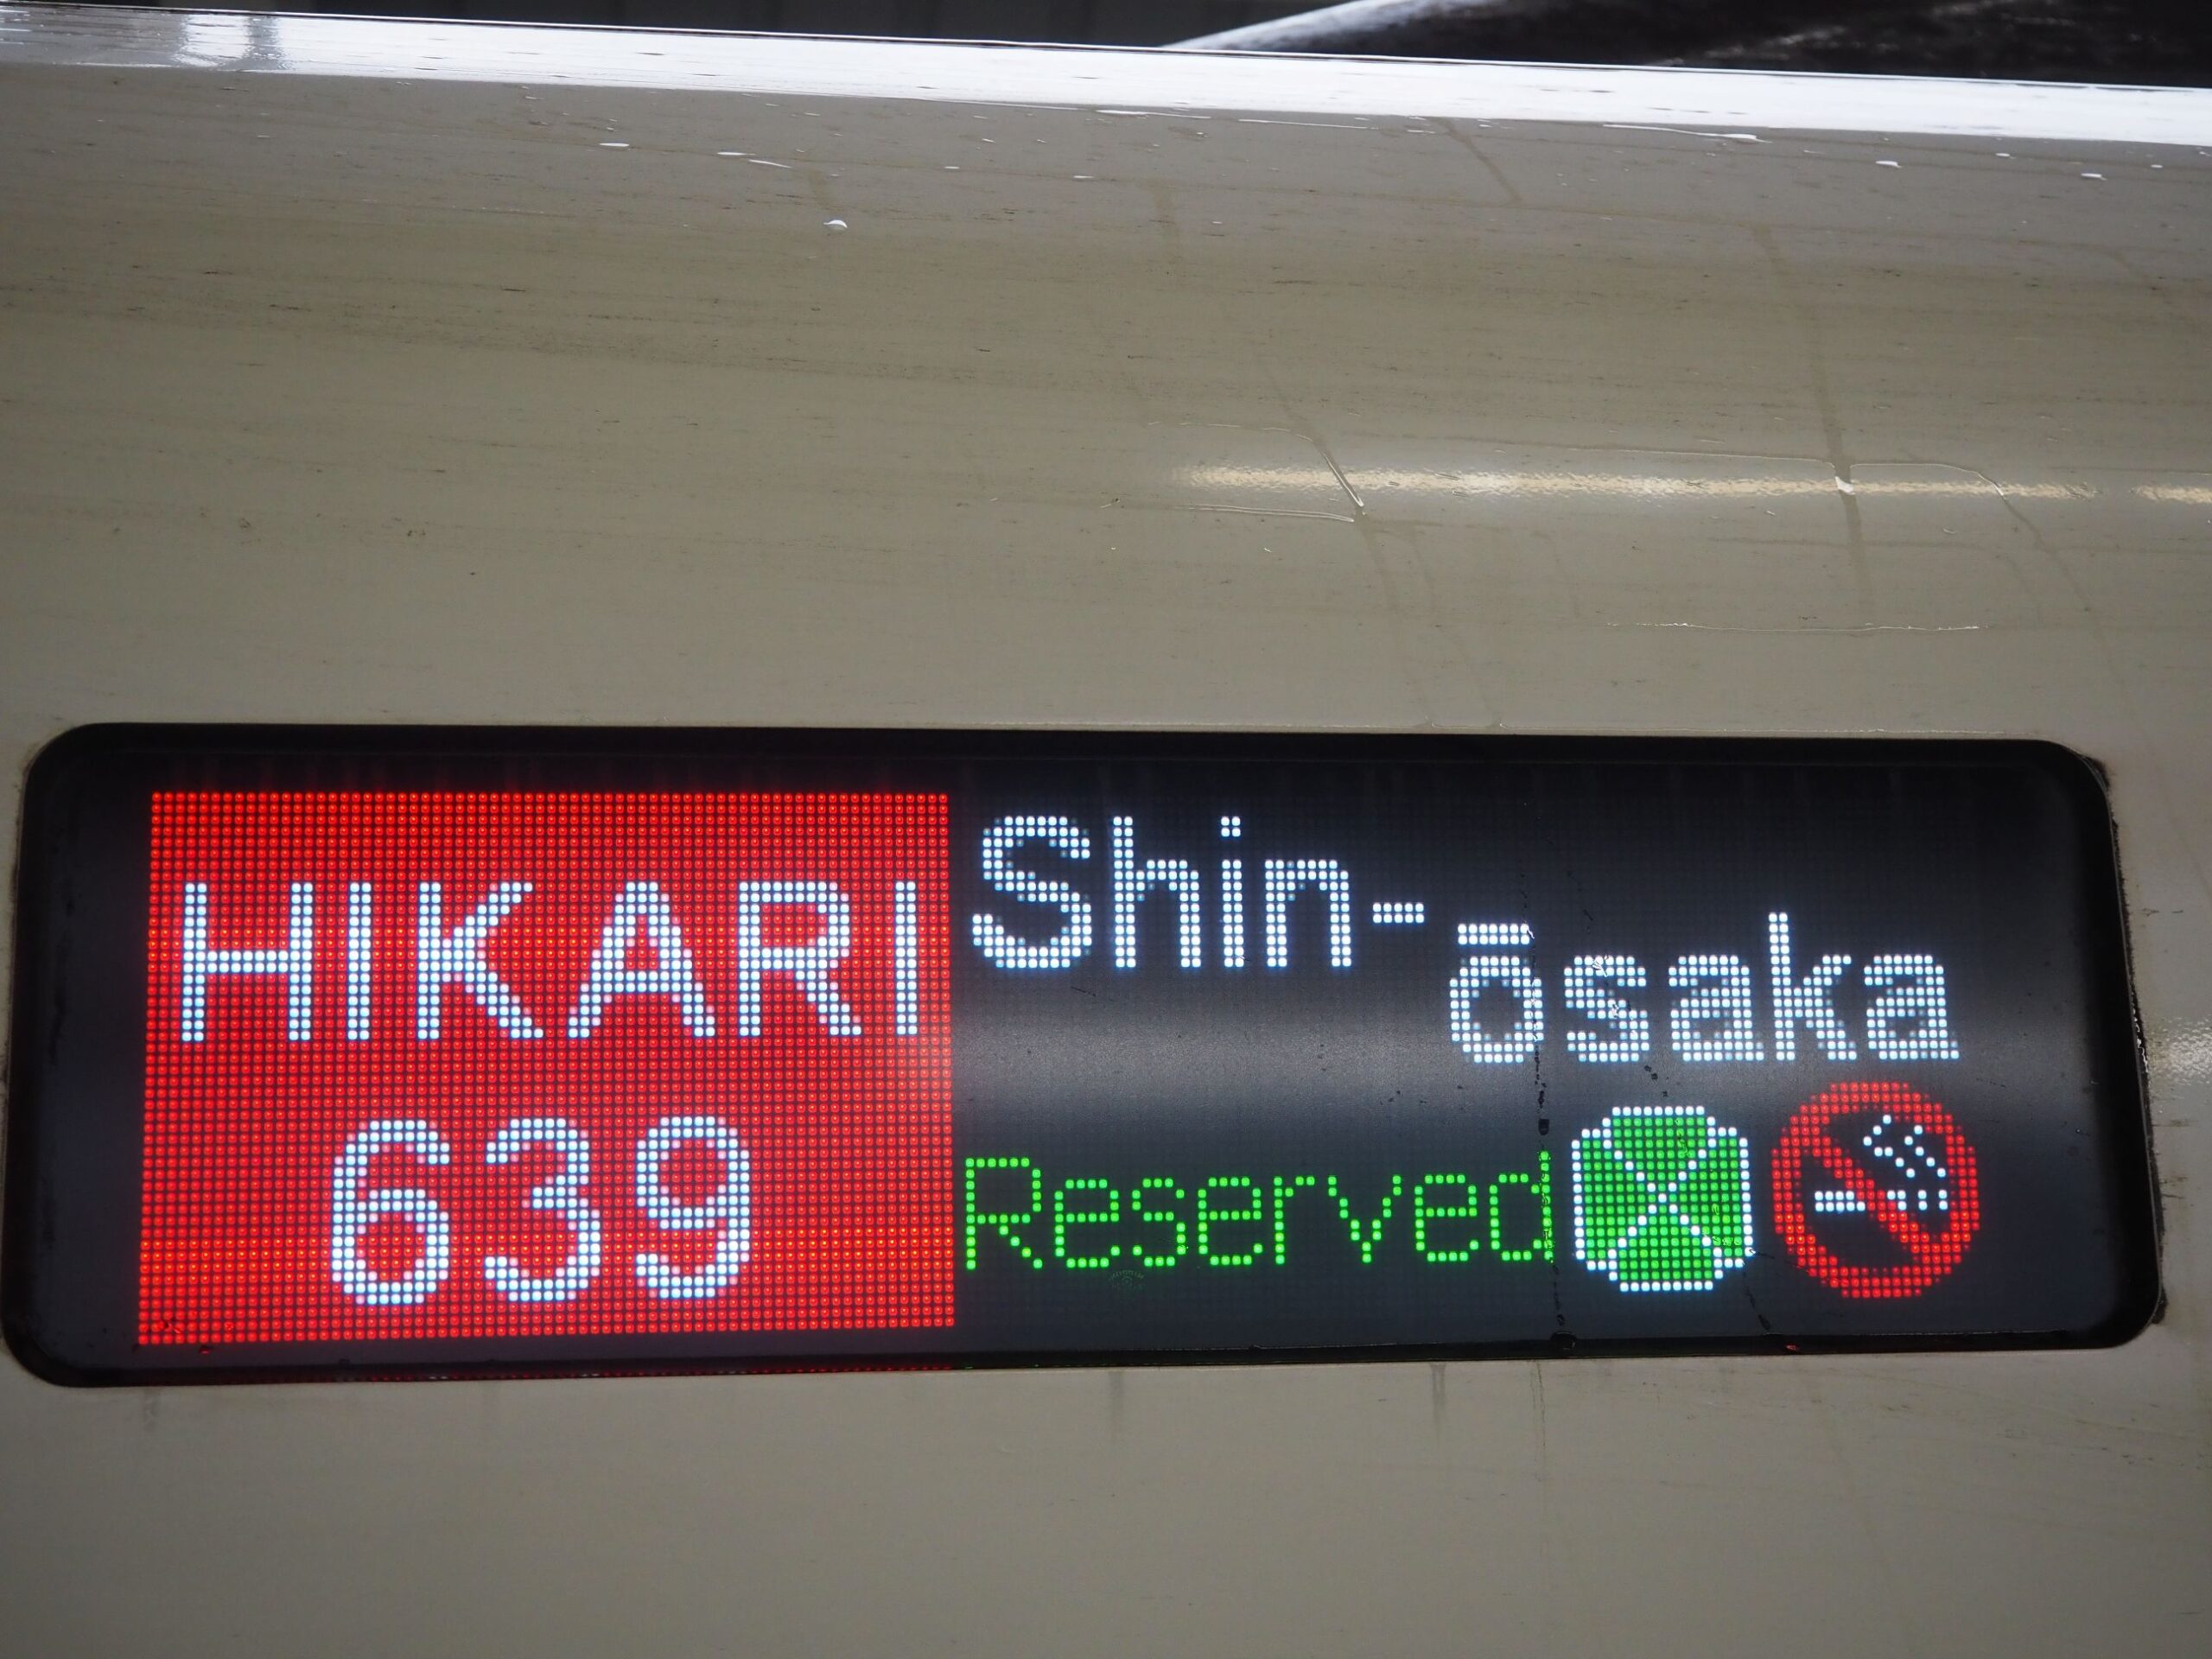 HIKARI
639
Shin-
ōsaka
Reserved